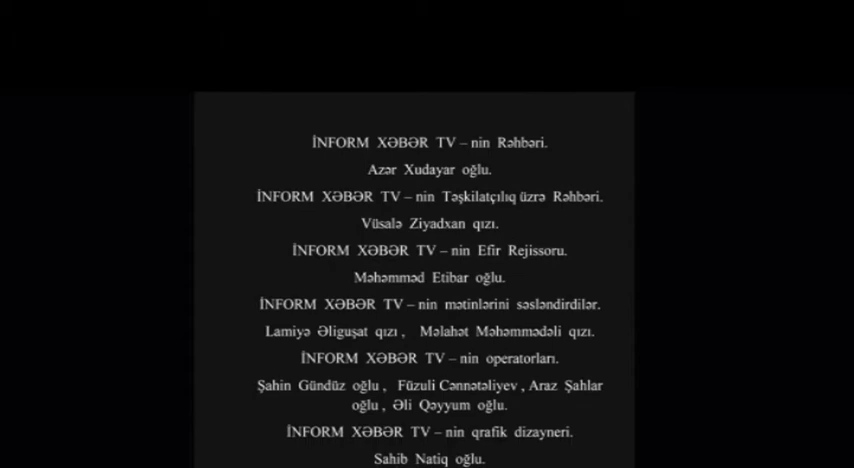 İNFORM XƏBƏR TV – nin Rəhbəri.
Azər Xudayar oğlu.
İNFORM XƏBƏR TV – nin Təşkilatçılıq üzrə Rəhbəri.
Vüsalə Ziyadxan qızı.
İNFORM XƏBƏR TV – nin Efir Rejissoru.
Məhəmməd Etibar oğlu.
İNFORM XƏBƏR TV – nin mətinlərini səsləndirdilər.
Lamiyə Əliguşat qızı , Məlahət Məhəmmədəli qızı.
İNFORM XƏBƏR TV – nin operatorları.
Şahin Gündüz oğlu , Füzuli Cənnətəliyev , Araz Şahlar
oğlu , Əli Qəyyum oğlu.
İNFORM XƏBƏR TV – nin qrafik dizayneri.
Sahib Natiq oğlu.